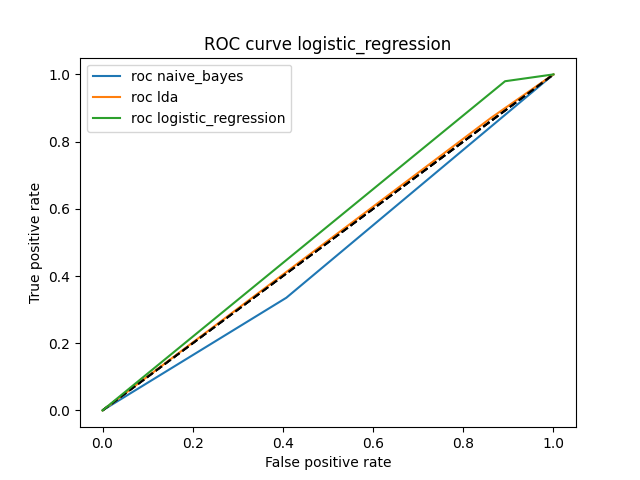 ROC curve logistic_regression
roc naive_bayes
roc lda
roc logistic_regression
True positive rate
1.0
0.8
0.6
0.4
0.2
0.0
0.0 0.2 0.4 0.6 0.8 1.0
False positive rate